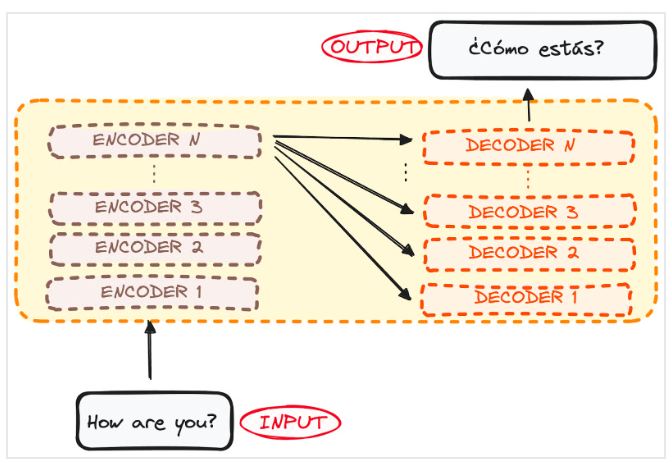 OUTPUT
¿Cómo estás?
ENCODER N
DECODER N
ENCODER 3
DECODER 3
ENCODER 2
DECODER 2
ENCODER 1
DECODER 1
How are you?
INPUT